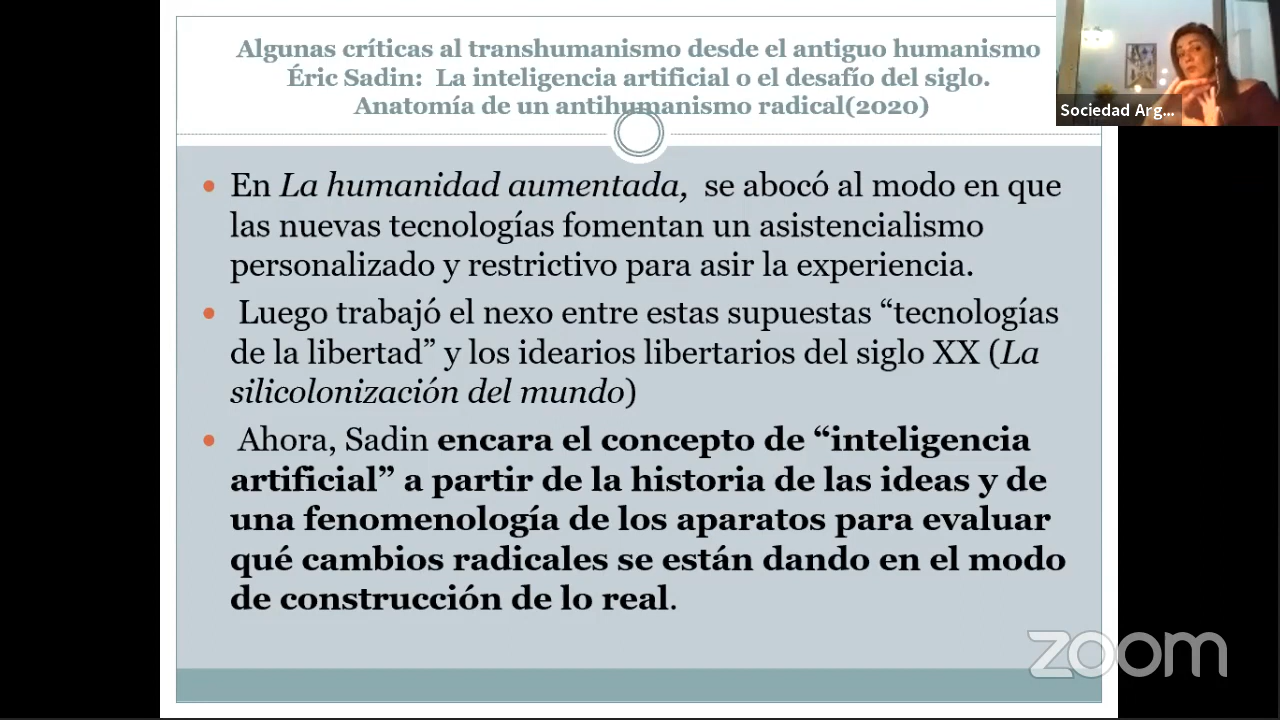 Algunas críticas al transhumanismo desde el antiguo humanismo
Éric Sadin:  La inteligencia artificial o el desafío del siglo.
Anatomía de un antihumanismo radical(2020)
Sociedad Arg...
• En La humanidad aumentada,  se abocó al modo en que
las nuevas tecnologías fomentan un asistencialismo
personalizado y restrictivo para asir la experiencia.
• Luego trabajó el nexo entre estas supuestas “tecnologías
de la libertad” y los idearios libertarios del siglo XX (La
silicolonización del mundo)
• Ahora, Sadin encara el concepto de “inteligencia
artificial” a partir de la historia de las ideas y de
una fenomenología de los aparatos para evaluar
qué cambios radicales se están dando en el modo
de construcción de lo real.
zoom